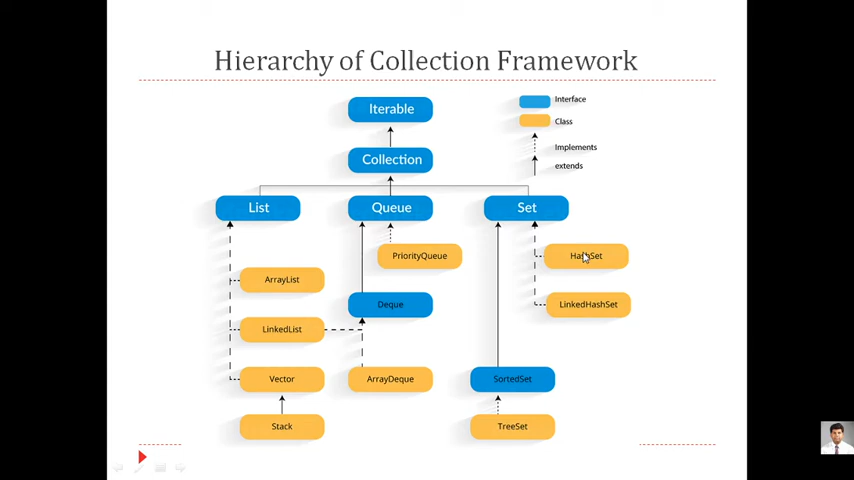 Hierarchy of Collection Framework
Iterable
Interface
Class
Implements
extends
Collection
List
Queue
Set
PriorityQueue
HashSet
ArrayList
Deque
LinkedHashSet
LinkedList
Vector
ArrayDeque
SortedSet
Stack
TreeSet